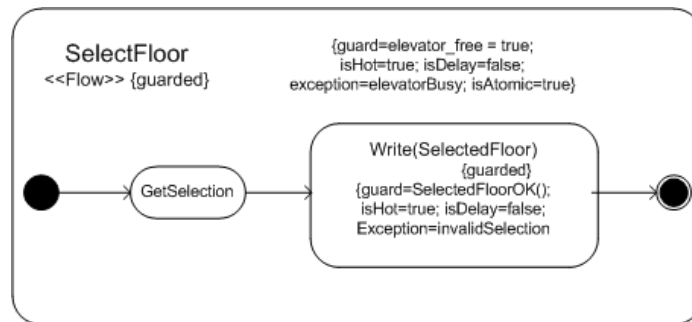 SelectFloor
<<Flow>> {guarded}
{guard=elevator_free = true;
isHot=true; isDelay=false;
exception=elevatorBusy; isAtomic=true}
GetSelection
Write(SelectedFloor)
{guarded}
{guard=SelectedFloorOK();
isHot=true; isDelay=false;
Exception=invalidSelection